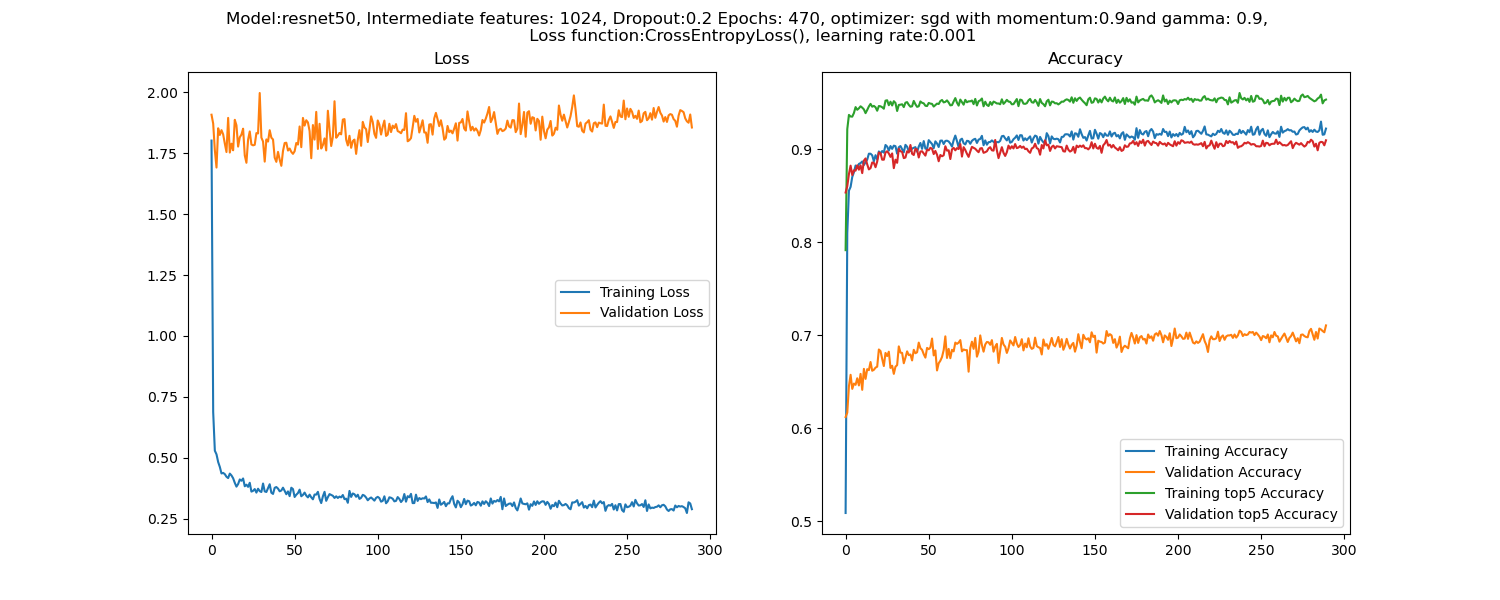 Model:resnet50, Intermediate features: 1024, Dropout:0.2 Epochs: 470, optimizer: sgd with momentum:0.9and gamma: 0.9,
Loss function:CrossEntropyLoss(), learning rate:0.001
Loss
2.00
1.75
1.50
1.25
1.00
0.75
0.50
0.25
0
50
100
150
200
250
300
Training Loss
Validation Loss
Accuracy
0.9
0.8
0.7
0.6
0.5
0
50
100
150
200
250
300
Training Accuracy
Validation Accuracy
Training top5 Accuracy
Validation top5 Accuracy